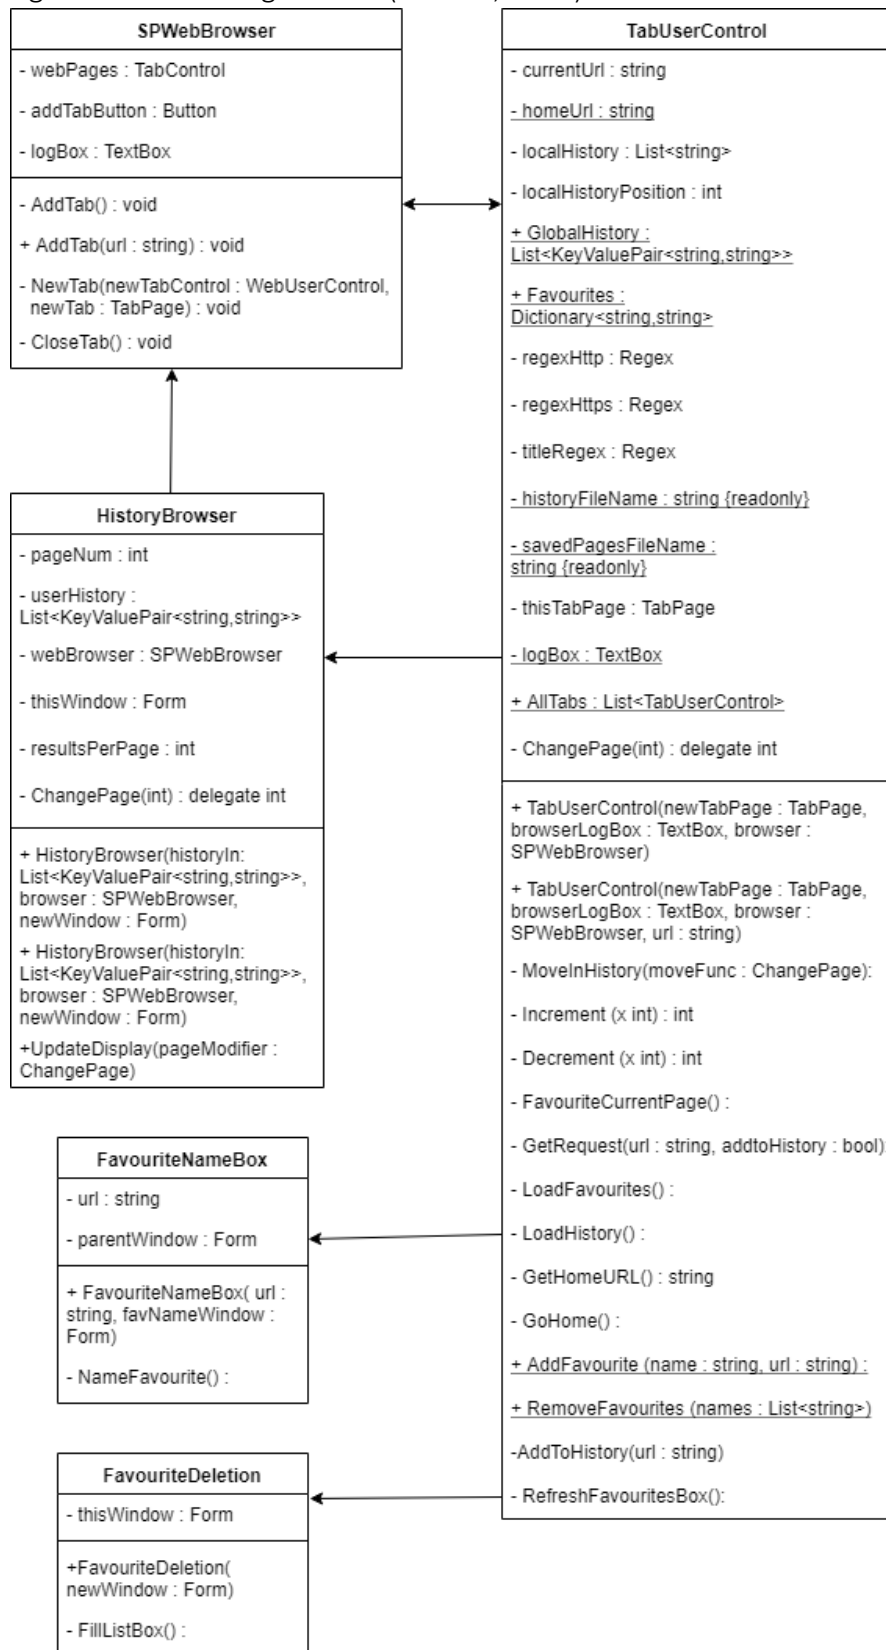 SPWebBrowser
- webPages : TabControl
- addTabButton : Button
- logBox : TextBox
- AddTab() : void
+ AddTab(url : string) : void
- NewTab(newTabControl : WebUserControl,
newTab : TabPage) : void
- CloseTab() : void
HistoryBrowser
- pageNum : int
- userHistory :
List<KeyValuePair<string,string>>
- webBrowser : SPWebBrowser
- thisWindow : Form
- resultsPerPage : int
- ChangePage(int) : delegate int
+ HistoryBrowser(historyIn:
List<KeyValuePair<string,string>>,
browser : SPWebBrowser,
newWindow : Form)
+ HistoryBrowser(historyIn:
List<KeyValuePair<string,string>>,
browser : SPWebBrowser,
newWindow : Form)
+UpdateDisplay(pageModifier :
ChangePage)
FavouriteNameBox
- url : string
- parentWindow : Form
+ FavouriteNameBox( url :
string, favNameWindow :
Form)
- NameFavourite() :
FavouriteDeletion
- thisWindow : Form
+FavouriteDeletion(
newWindow : Form)
- FillListBox() :
TabUserControl
- currentUrl : string
- homeUrl : string
- localHistory : List<string>
- localHistoryPosition : int
+ GlobalHistory :
List<KeyValuePair<string,string>>
+ Favourites :
Dictionary<string,string>
- regexHttp : Regex
- regexHttps : Regex
- titleRegex : Regex
- historyFileName : string {readonly}
- savedPagesFileName :
string {readonly}
- thisTabPage : TabPage
- logBox : TextBox
+ AllTabs : List<TabUserControl>
- ChangePage(int) : delegate int
+ TabUserControl(newTabPage : TabPage,
browserLogBox : TextBox, browser :
SPWebBrowser)
+ TabUserControl(newTabPage : TabPage,
browserLogBox : TextBox, browser :
SPWebBrowser, url : string)
- MoveInHistory(moveFunc : ChangePage):
- Increment (x int) : int
- Decrement (x int) : int
- FavouriteCurrentPage() :
- GetRequest(url : string, addtoHistory : bool):
- LoadFavourites() :
- LoadHistory() :
- GetHomeURL() : string
- GoHome() :
+ AddFavourite (name : string, url : string) :
+ RemoveFavourites (names : List<string>)
-AddToHistory(url : string)
- RefreshFavouritesBox():